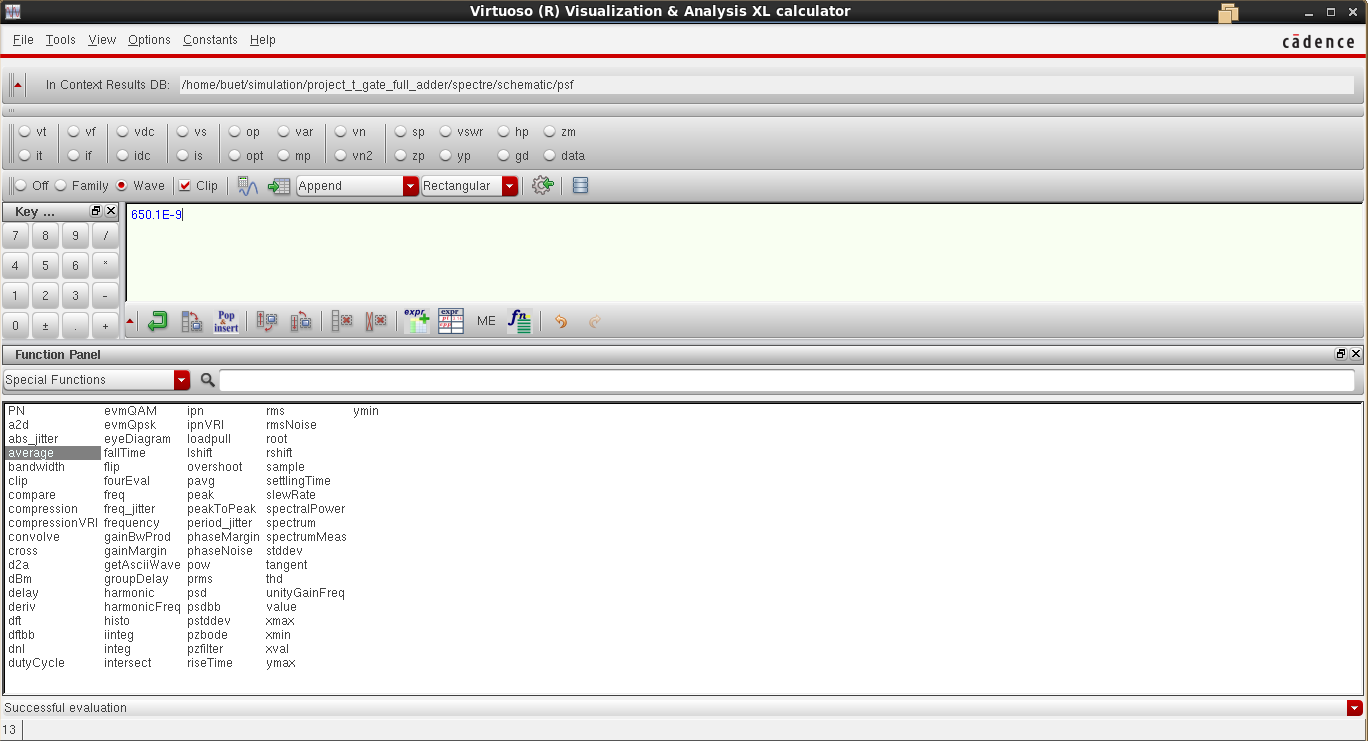 Virtuoso (R) Visualization & Analysis XL calculator
File Tools View Options Constants Help
cādence
In Context Results DB: /home/buet/simulation/project_t_gate_full_adder/spectre/schematic/psf
vt vf vdc vs op var vn sp vswr hp zm
it if idc is opt mp vn2 zp yp gd data
Off Family Wave Clip Append Rectangular
Key ...
650.1E-9
7 8 9 /
4 5 6 *
1 2 3 -
0 ± . +
Pop & insert
expr
expr
ME
fn
Function Panel
Special Functions
PN evmQAM ipn rms ymin
a2d evmQpsk ipnVRI rmsNoise
abs_jitter eyeDiagram loadpull root
average fallTime lshift rshift
bandwidth flip overshoot sample
clip fourEval pavg settlingTime
compare freq peak slewRate
compression freq_jitter peakToPeak spectralPower
compressionVRI frequency period_jitter spectrum
convolve gainBwProd phaseMargin spectrumMeas
cross gainMargin phaseNoise stddev
d2a getAsciiWave pow tangent
dBm groupDelay prms thd
delay harmonic psd unityGainFreq
deriv harmonicFreq psdbb value
dft histo pstddev xmax
dftbb iinteg pzbode xmin
dnl integ pzfilter xval
dutyCycle intersect riseTime ymax
Successful evaluation
13